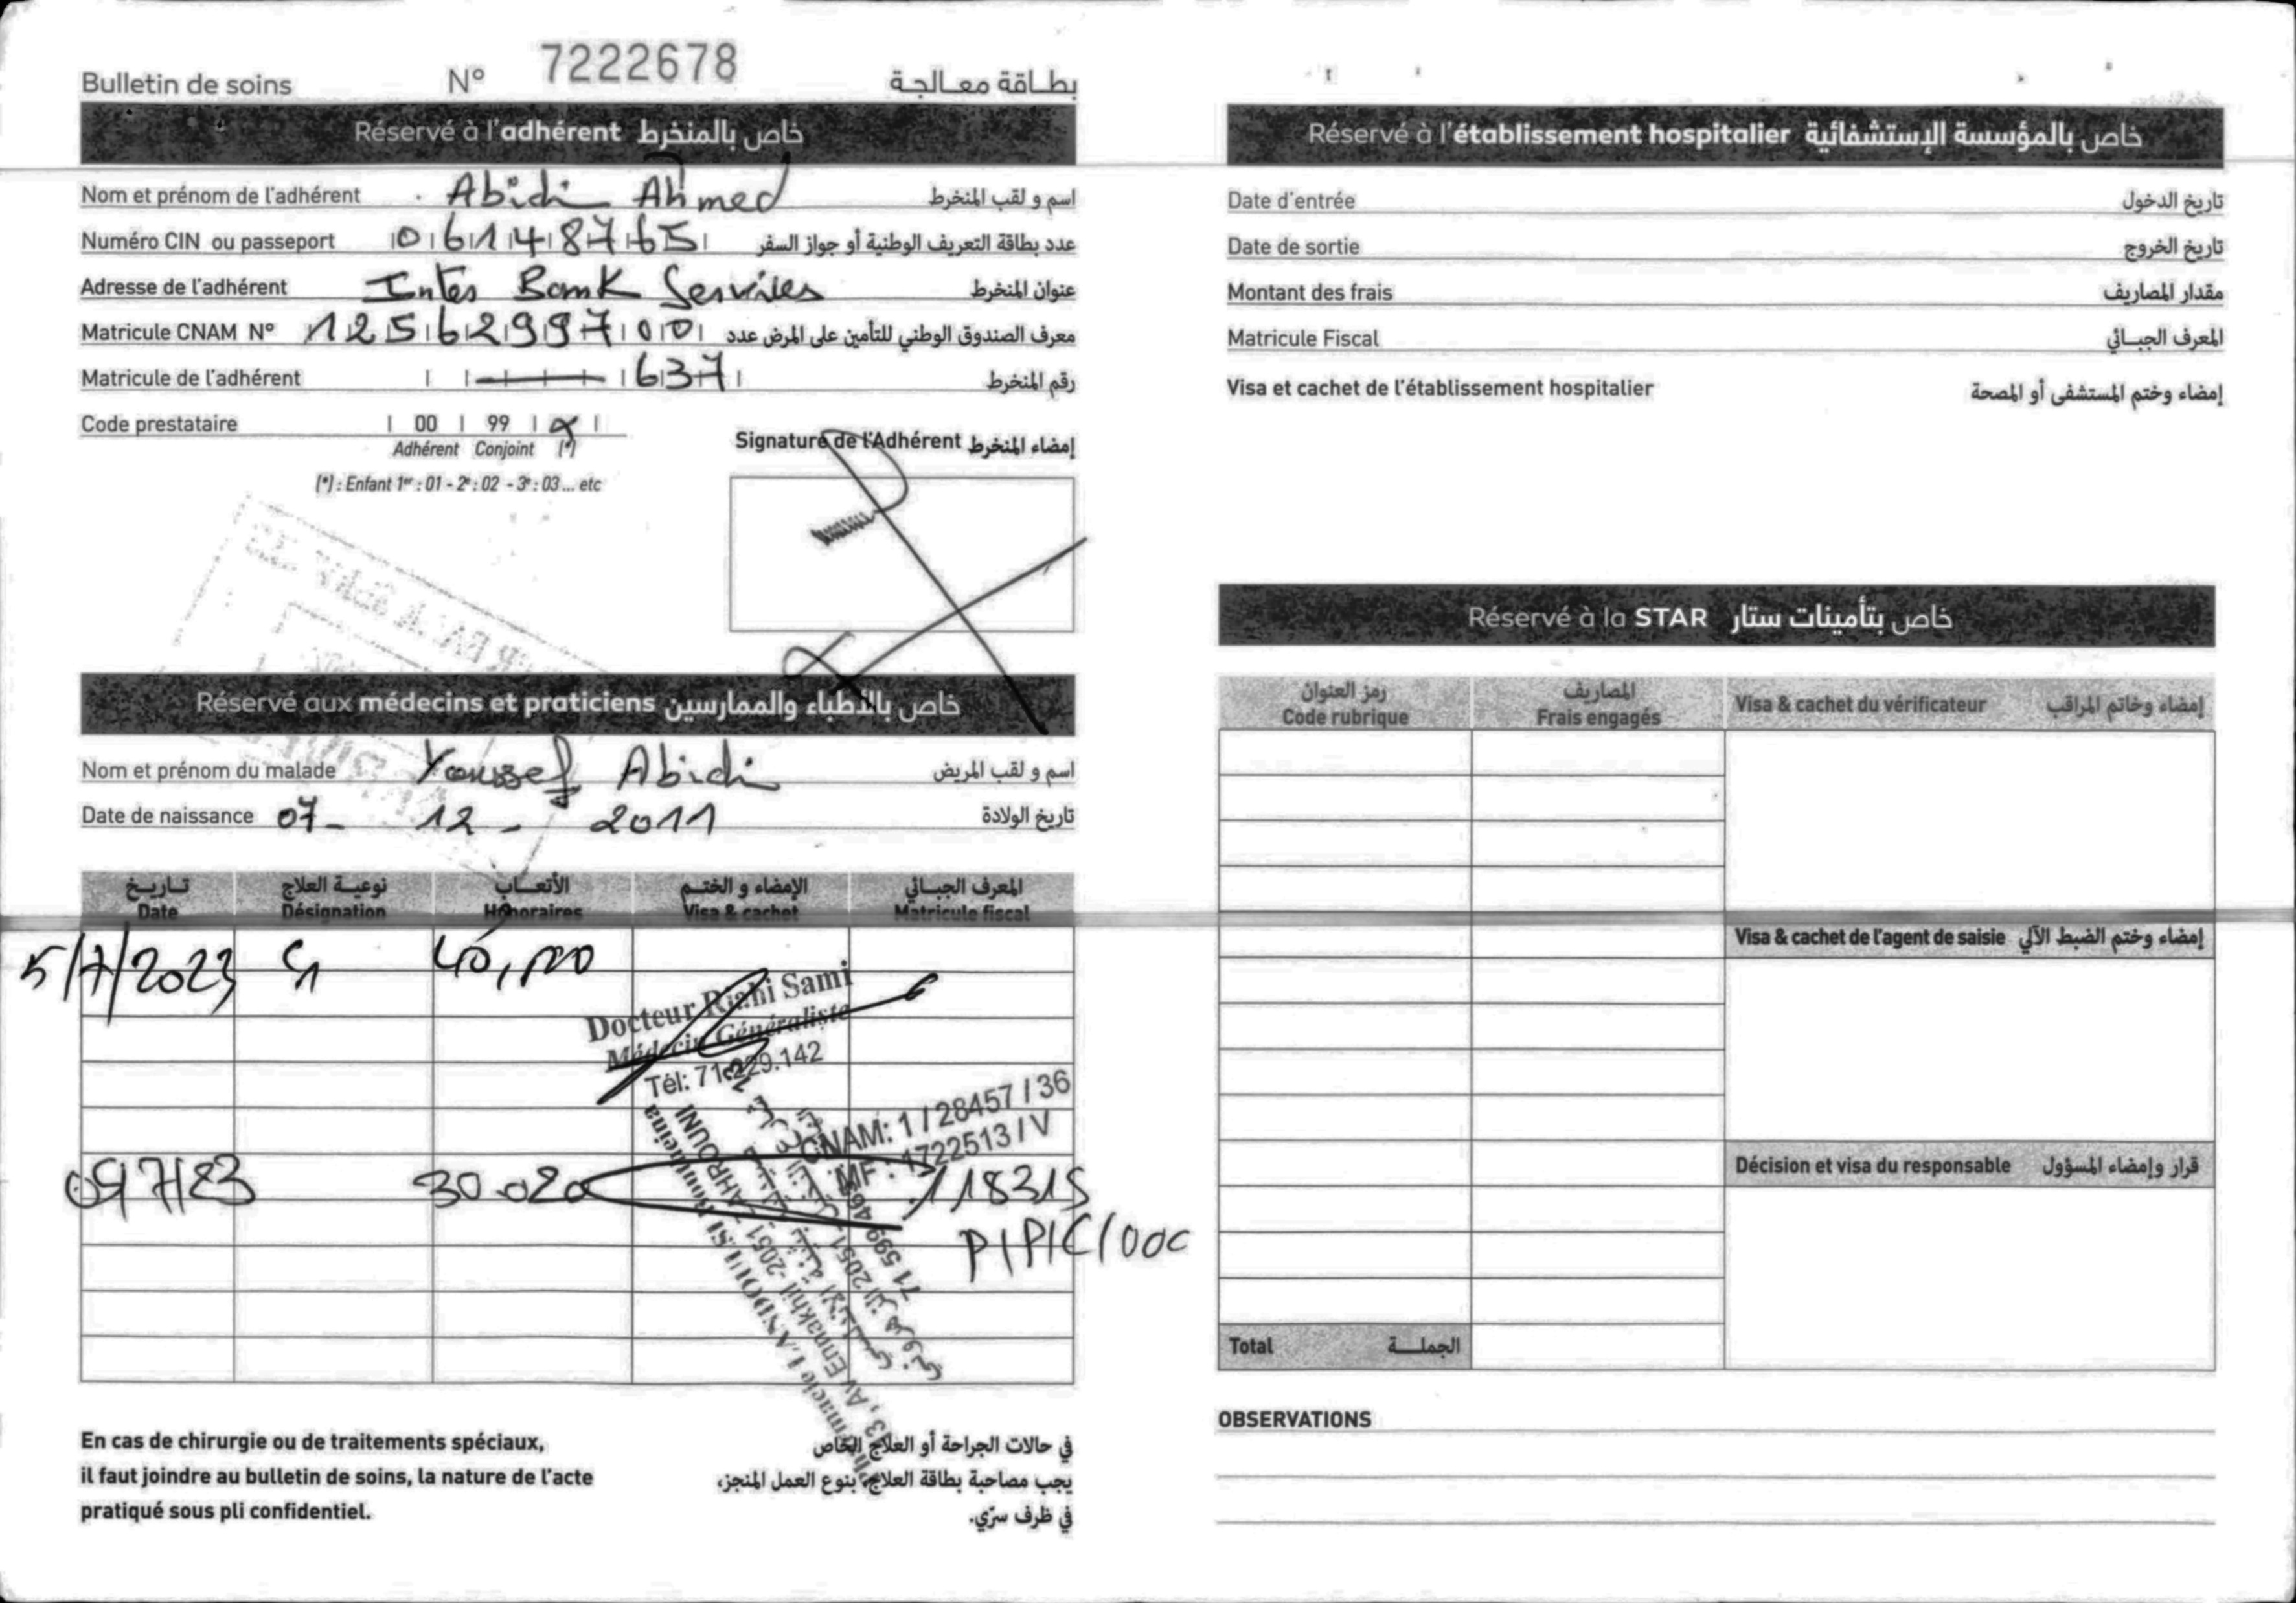 Bulletin de soins N° 7222678 بطاقة معالجة
Réservé à l'adhérent خاص بالمنخرط
Nom et prénom de l'adhérent Abidi Ahmed اسم و لقب المنخرط
Numéro CIN ou passeport 06148765 عدد بطاقة التعريف الوطنية أو جواز السفر
Adresse de l'adhérent Inter Bank Services عنوان المنخرط
Matricule CNAM N° 1256299700 معرف الصندوق الوطني للتأمين على المرض عدد
Matricule de l'adhérent 637 رقم المنخرط
Code prestataire 00 99
Adhérent Conjoint (*)
(*) : Enfant 1er : 01 - 2e : 02 - 3e : 03 ... etc
Signature de l'Adhérent إمضاء المنخرط
Réservé aux médecins et praticiens خاص بالأطباء والممارسين
Nom et prénom du malade Youssef Abidi اسم و لقب المريض
Date de naissance 07 - 12 - 2011 تاريخ الولادة
تاريخ نوعية العلاج الأتعاب الإمضاء و الختم المعرف الجبائي
Date Désignation Honoraires Visa & cachet Matricule fiscal
5/7/2023 40,000
Docteur Riahi Sami
Médecin Généraliste
Tél: 71.229.142
CNAM: 1 / 28457 / 36
MF: 1722513 / V
30.020 118315
P/P/C/000
13, Av Ennakhil -2051
71 599 46
En cas de chirurgie ou de traitements spéciaux,
il faut joindre au bulletin de soins, la nature de l'acte
pratiqué sous pli confidentiel.
في حالات الجراحة أو العلاج الخاص
يجب مصاحبة بطاقة العلاج، بنوع العمل المنجز،
في ظرف سرّي.
Réservé à l'établissement hospitalier خاص بالمؤسسة الإستشفائية
Date d'entrée تاريخ الدخول
Date de sortie تاريخ الخروج
Montant des frais مقدار المصاريف
Matricule Fiscal المعرف الجبائي
Visa et cachet de l'établissement hospitalier إمضاء وختم المستشفى أو المصحة
Réservé à la STAR خاص بتأمينات ستار
رمز العنوان المصاريف
Code rubrique Frais engagés Visa & cachet du vérificateur إمضاء وخاتم المراقب
Visa & cachet de l'agent de saisie إمضاء وختم الضبط الآلي
Décision et visa du responsable قرار وإمضاء المسؤول
Total الجملة
OBSERVATIONS